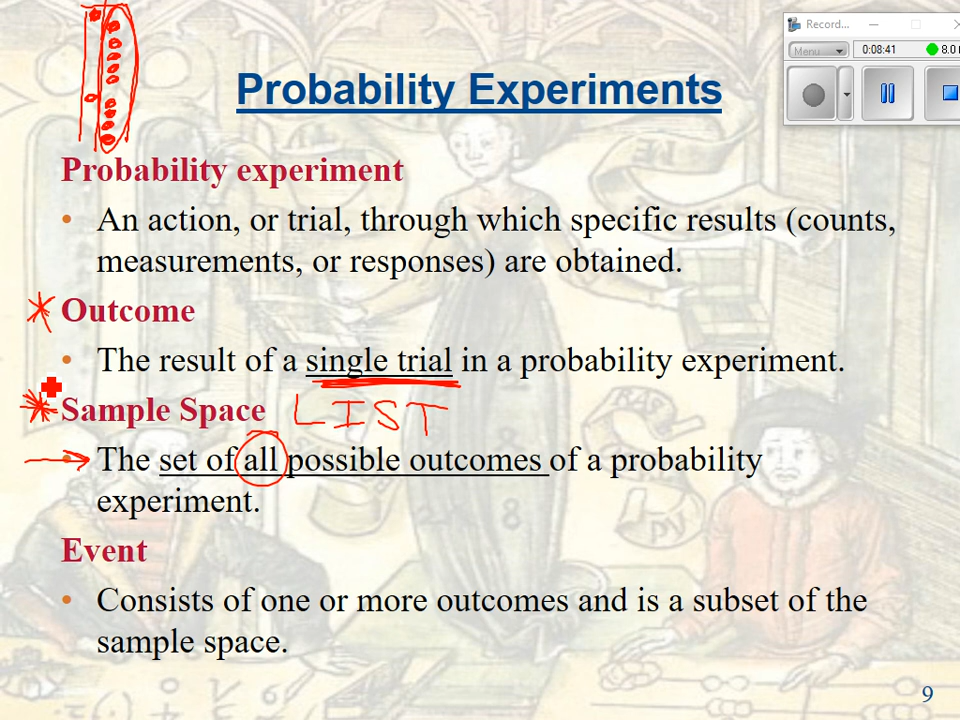 Record...
Menu
0:08:41
8.0
Probability Experiments
Probability experiment
• An action, or trial, through which specific results (counts,
measurements, or responses) are obtained.
Outcome
• The result of a single trial in a probability experiment.
Sample Space LIST
• The set of all possible outcomes of a probability
experiment.
Event
• Consists of one or more outcomes and is a subset of the
sample space.
9